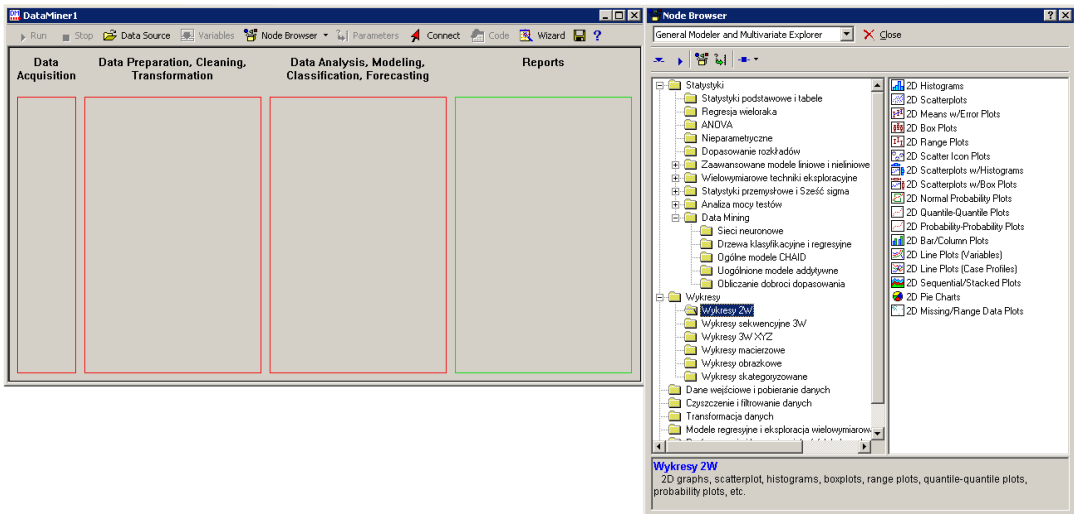 DataMiner1
Run Stop Data Source Variables Node Browser Parameters Connect Code Wizard ?
Data Acquisition
Data Preparation, Cleaning, Transformation
Data Analysis, Modeling, Classification, Forecasting
Reports
Node Browser
General Modeler and Multivariate Explorer
Close
Statystyki
Statystyki podstawowe i tabele
Regresja wieloraka
ANOVA
Nieparametryczne
Dopasowanie rozkładów
Zaawansowane modele liniowe i nieliniowe
Wielowymiarowe techniki eksploracyjne
Statystyki przemysłowe i Sześć sigma
Analiza mocy testów
Data Mining
Sieci neuronowe
Drzewa klasyfikacyjne i regresyjne
Ogólne modele CHAID
Uogólnione modele addytywne
Obliczanie dobroci dopasowania
Wykresy
Wykresy 2W
Wykresy sekwencyjne 3W
Wykresy 3W XYZ
Wykresy macierzowe
Wykresy obrazkowe
Wykresy skategoryzowane
Dane wejściowe i pobieranie danych
Czyszczenie i filtrowanie danych
Transformacja danych
Modele regresyjne i eksploracja wielowymiarow
2D Histograms
2D Scatterplots
2D Means w/Error Plots
2D Box Plots
2D Range Plots
2D Scatter Icon Plots
2D Scatterplots w/Histograms
2D Scatterplots w/Box Plots
2D Normal Probability Plots
2D Quantile-Quantile Plots
2D Probability-Probability Plots
2D Bar/Column Plots
2D Line Plots (Variables)
2D Line Plots (Case Profiles)
2D Sequential/Stacked Plots
2D Pie Charts
2D Missing/Range Data Plots
Wykresy 2W
2D graphs, scatterplot, histograms, boxplots, range plots, quantile-quantile plots,
probability plots, etc.